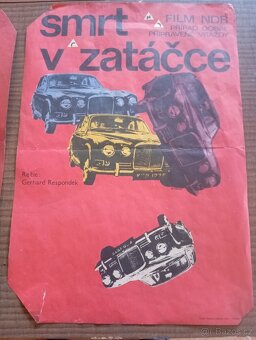 smrt
FILM NDR
PŘÍPAD DOBŘE
PŘIPRAVENÉ VRAŽDY
v zatáčce
Režie:
Gerhard Respondek